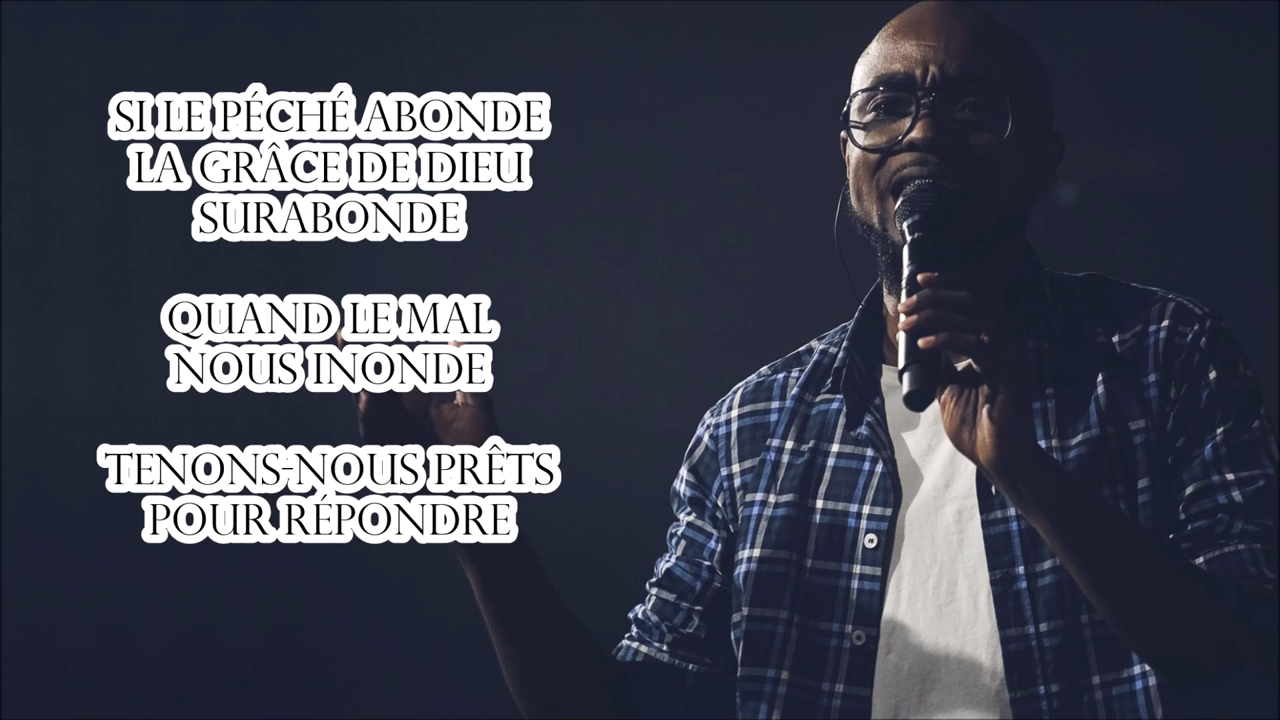 SI LE PÉCHÉ ABONDE
LA GRÂCE DE DIEU
SURABONDE
QUAND LE MAL
NOUS INONDE
TENONS-NOUS PRÊTS
POUR RÉPONDRE